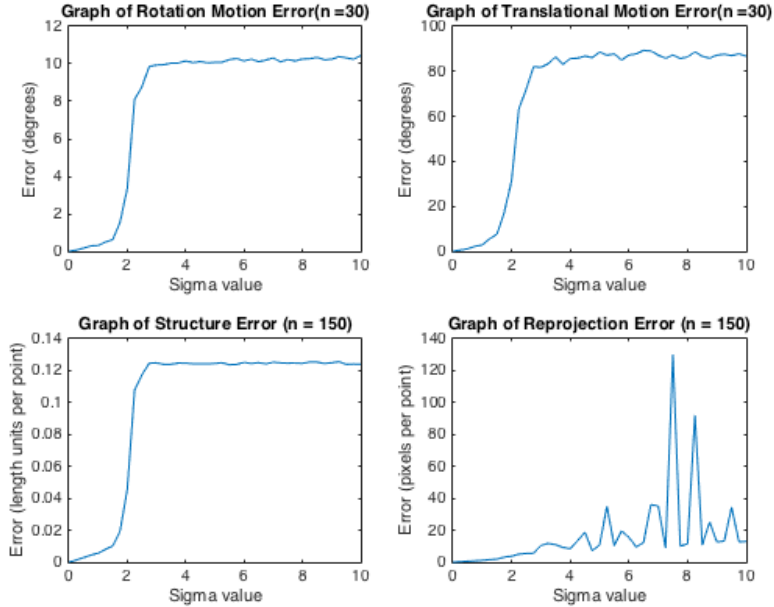 Graph of Rotation Motion Error(n =30)
12
10
8
6
4
2
0
Error (degrees)
0 2 4 6 8 10
Sigma value
Graph of Translational Motion Error(n =30)
100
80
60
40
20
0
Error (degrees)
0 2 4 6 8 10
Sigma value
Graph of Structure Error (n = 150)
0.14
0.12
0.1
0.08
0.06
0.04
0.02
0
Error (length units per point)
0 2 4 6 8 10
Sigma value
Graph of Reprojection Error (n = 150)
140
120
100
80
60
40
20
0
Error (pixels per point)
0 2 4 6 8 10
Sigma value